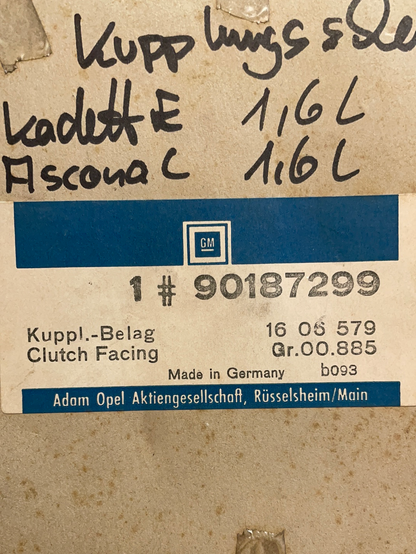 Kupplungss
Kadett E 1,6 L
Ascona C 1.6 L
GM
1 # 90187299
Kuppl.-Belag 16 06 579
Clutch Facing Gr.00.885
Made in Germany b093
Adam Opel Aktiengesellschaft, Rüsselsheim/Main